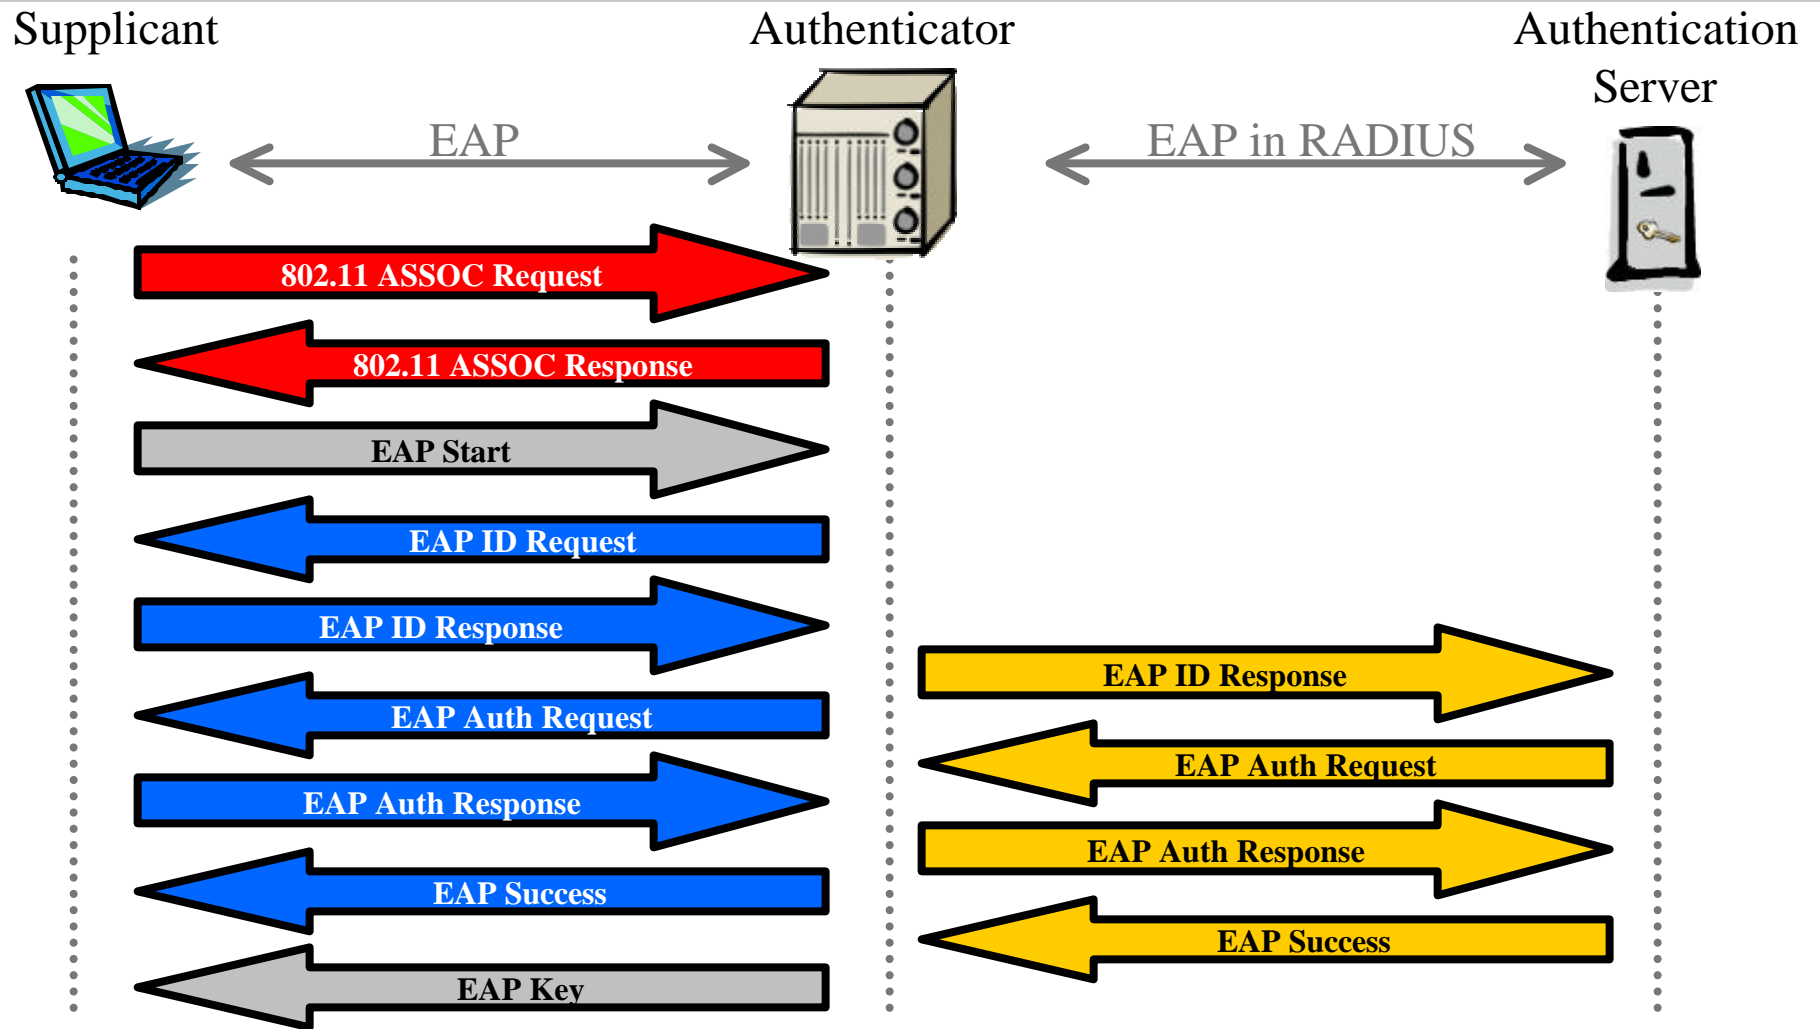 Supplicant
Authenticator
Authentication
Server
EAP
EAP in RADIUS
802.11 ASSOC Request
802.11 ASSOC Response
EAP Start
EAP ID Request
EAP ID Response
EAP ID Response
EAP Auth Request
EAP Auth Request
EAP Auth Response
EAP Auth Response
EAP Success
EAP Success
EAP Key